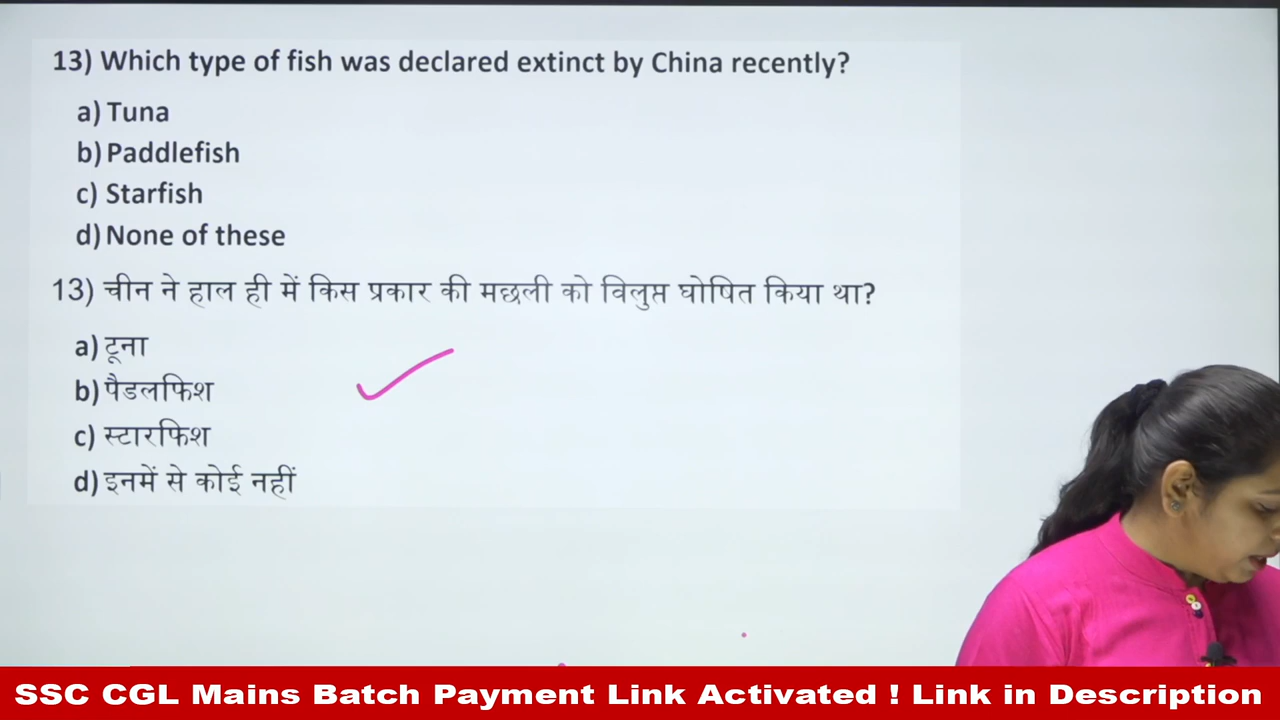 13) Which type of fish was declared extinct by China recently?
a) Tuna
b) Paddlefish
c) Starfish
d) None of these
13) चीन ने हाल ही में किस प्रकार की मछली को विलुप्त घोषित किया था?
a) टूना
b) पैडलफिश
c) स्टारफिश
d) इनमें से कोई नहीं
SSC CGL Mains Batch Payment Link Activated ! Link in Description